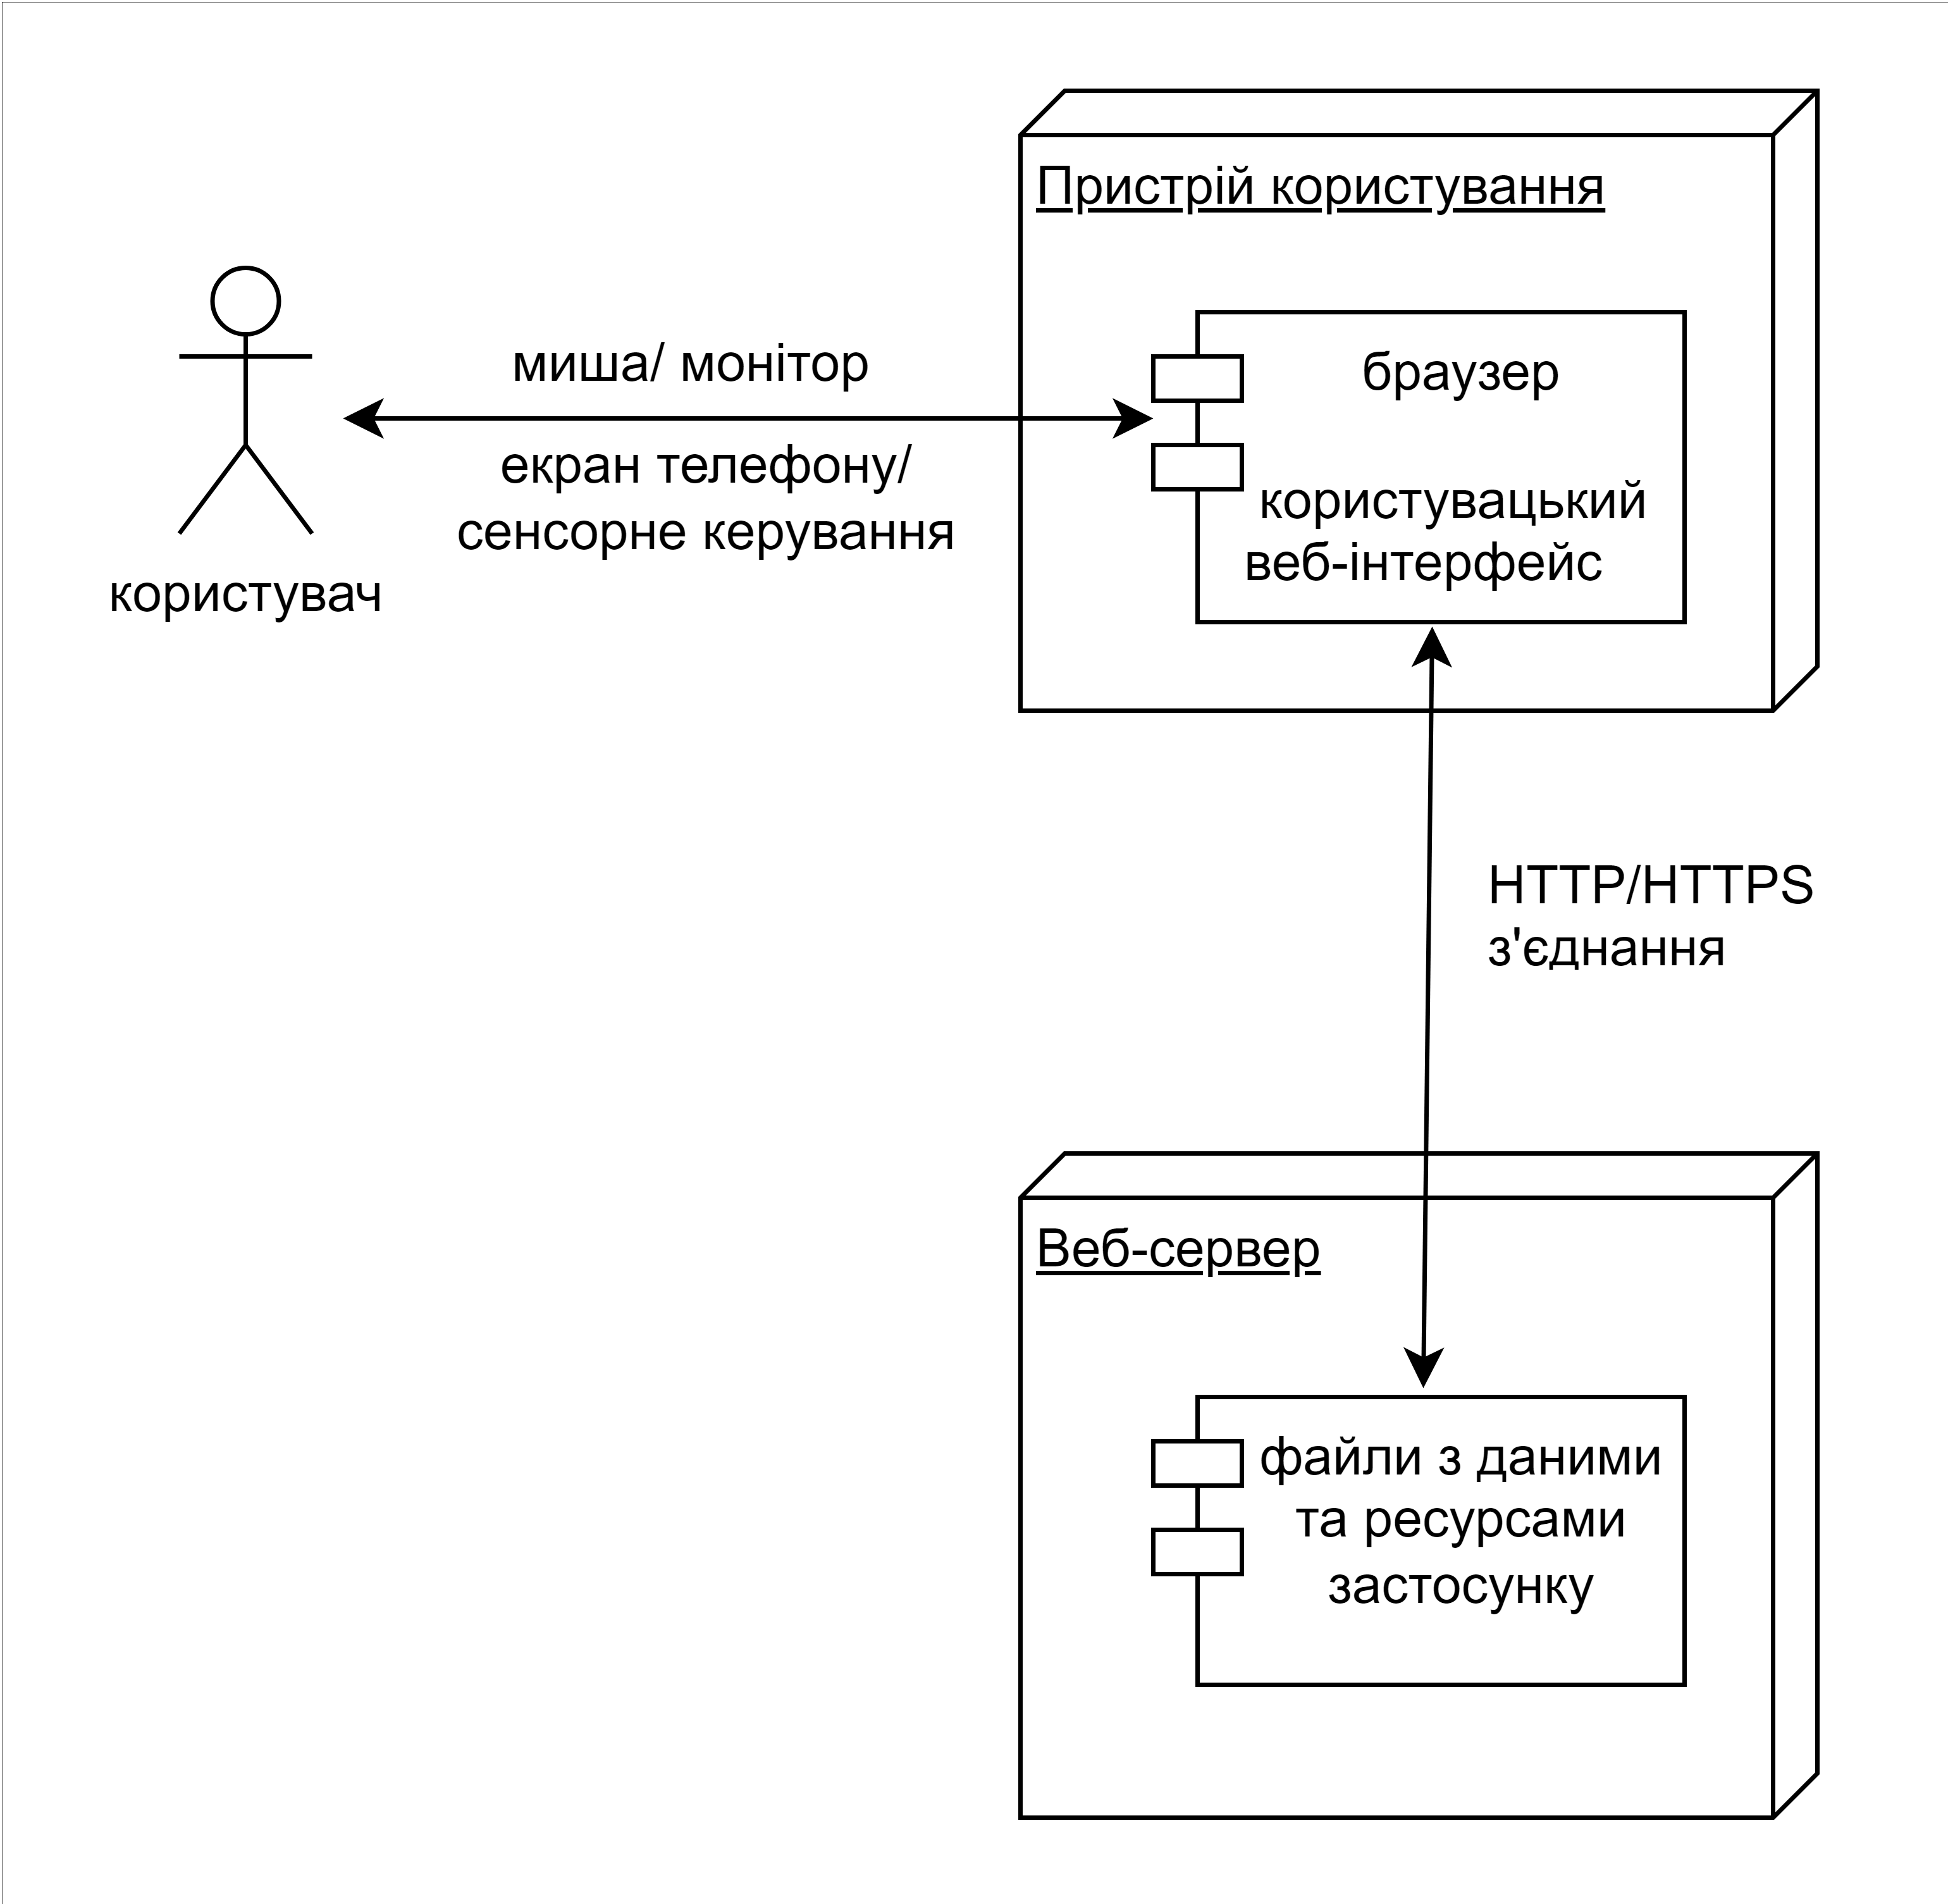 Пристрій користування
миша/ монітор
екран телефону/
сенсорне керування
користувач
браузер
користувацький
веб-інтерфейс
HTTP/HTTPS
з'єднання
Веб-сервер
файли з даними
та ресурсами
застосунку